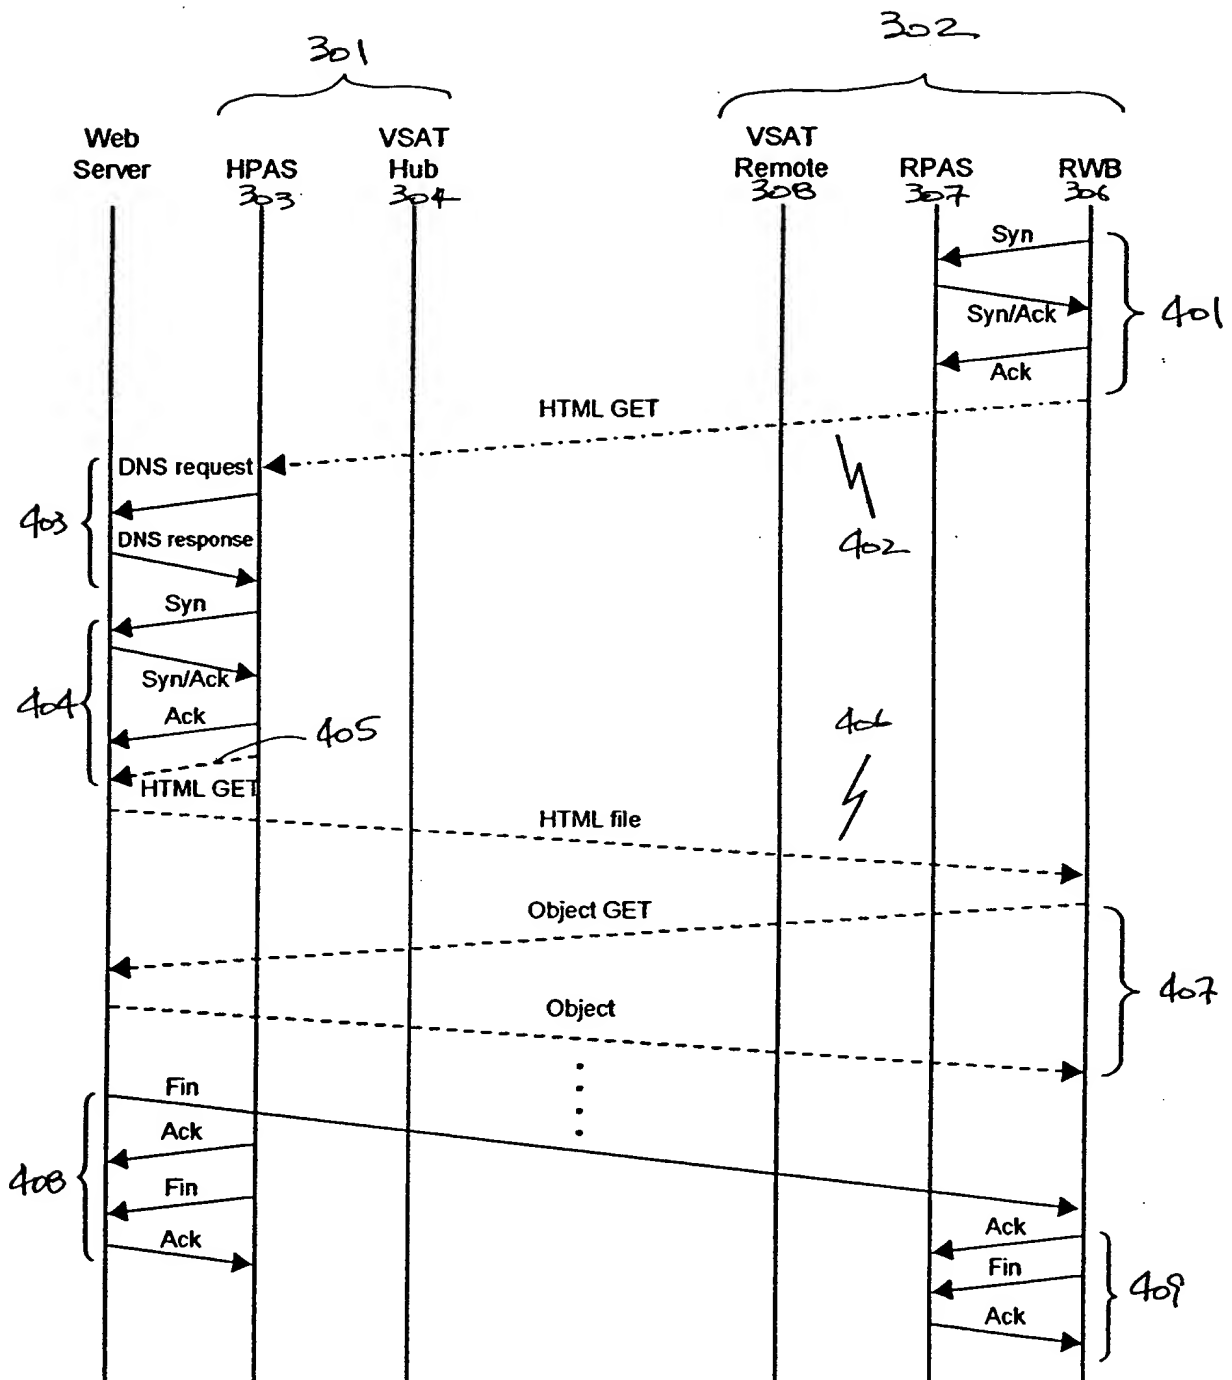 301
302
Web
Server
HPAS
303
VSAT
Hub
304
VSAT
Remote
308
RPAS
307
RWB
306
Syn
Syn/Ack
401
Ack
HTML GET
DNS request
403
402
DNS response
Syn
Syn/Ack
404
Ack
405
406
HTML GET
HTML file
Object GET
407
Object
Fin
Ack
408
Fin
Ack
Ack
Fin
409
Ack